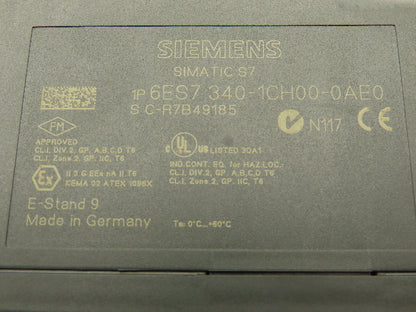 SIEMENS
SIMATIC S7
1P 6ES7 340-1CH00-0AE0
S C-R7B49185
FM
APPROVED
CL.I, DIV.2, GP. A,B,C,D T6
CL.I, Zone 2, GP. IIC, T6
C UL US LISTED 30A1
IND.CONT. EQ. for HAZ.LOC.
CL.I, DIV.2, GP. A,B,C,D T6
CL.I, Zone 2, GP. IIC T6
N117
Ex
II 3 G EEx nA II T6
KEMA 02 ATEX 1096X
E-Stand 9
Made in Germany
Ta: 0°C...+60°C